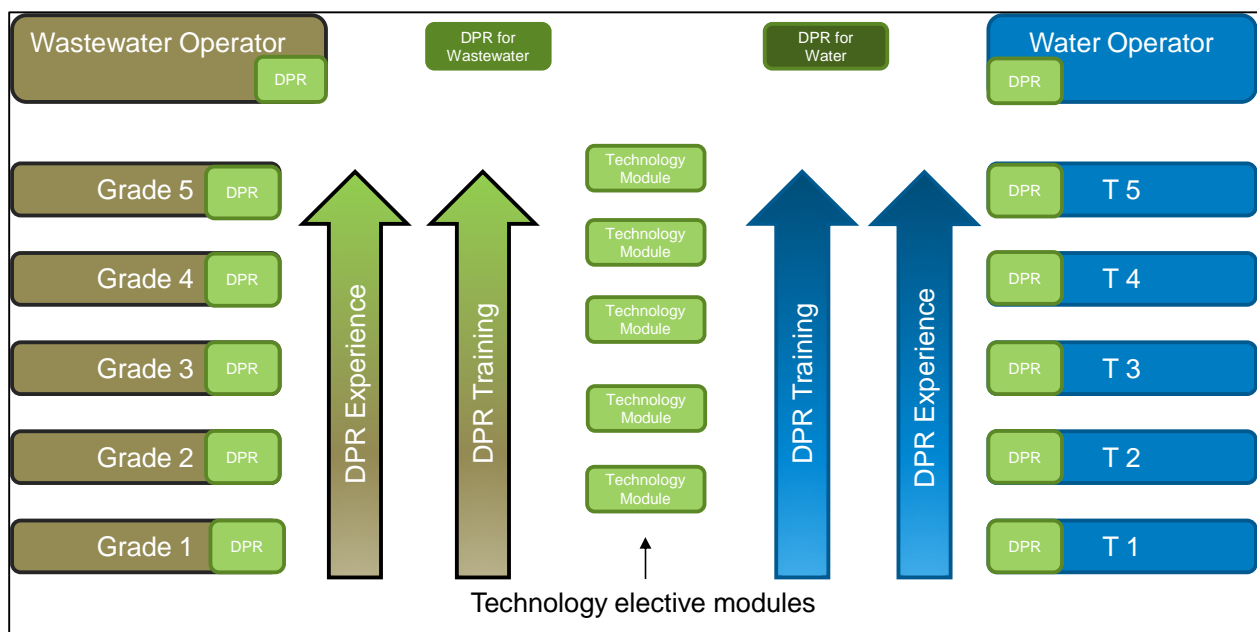 Wastewater Operator
DPR
DPR for
Wastewater
DPR for
Water
Water Operator
DPR
Grade 5
DPR
Grade 4
DPR
Grade 3
DPR
Grade 2
DPR
Grade 1
DPR
DPR Experience
DPR Training
Technology
Module
Technology
Module
Technology
Module
Technology
Module
Technology
Module
Technology elective modules
DPR Training
DPR Experience
DPR
T 5
DPR
T 4
DPR
T 3
DPR
T 2
DPR
T 1